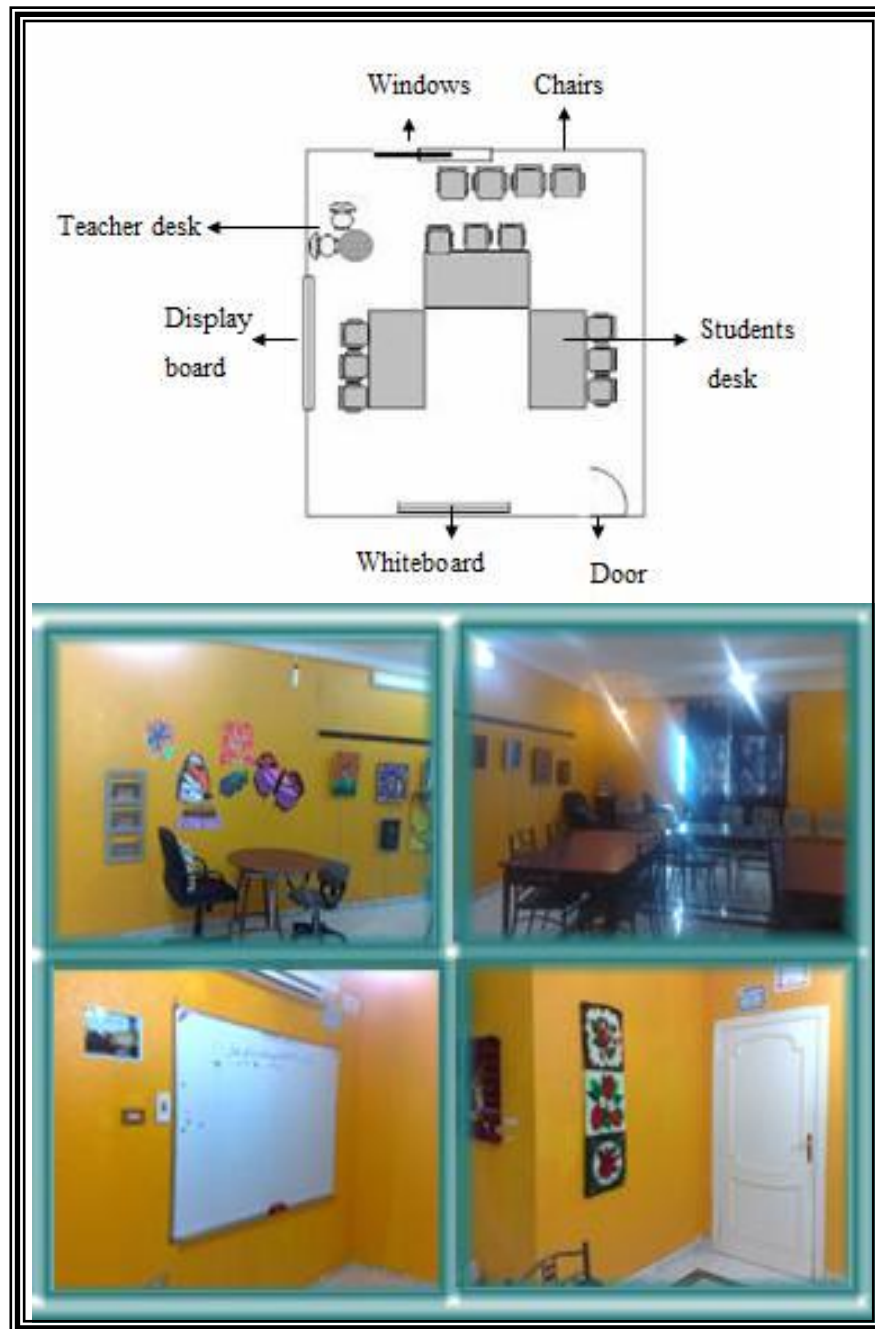 Windows
Chairs
Teacher desk
Display
board
Students
desk
Whiteboard
Door